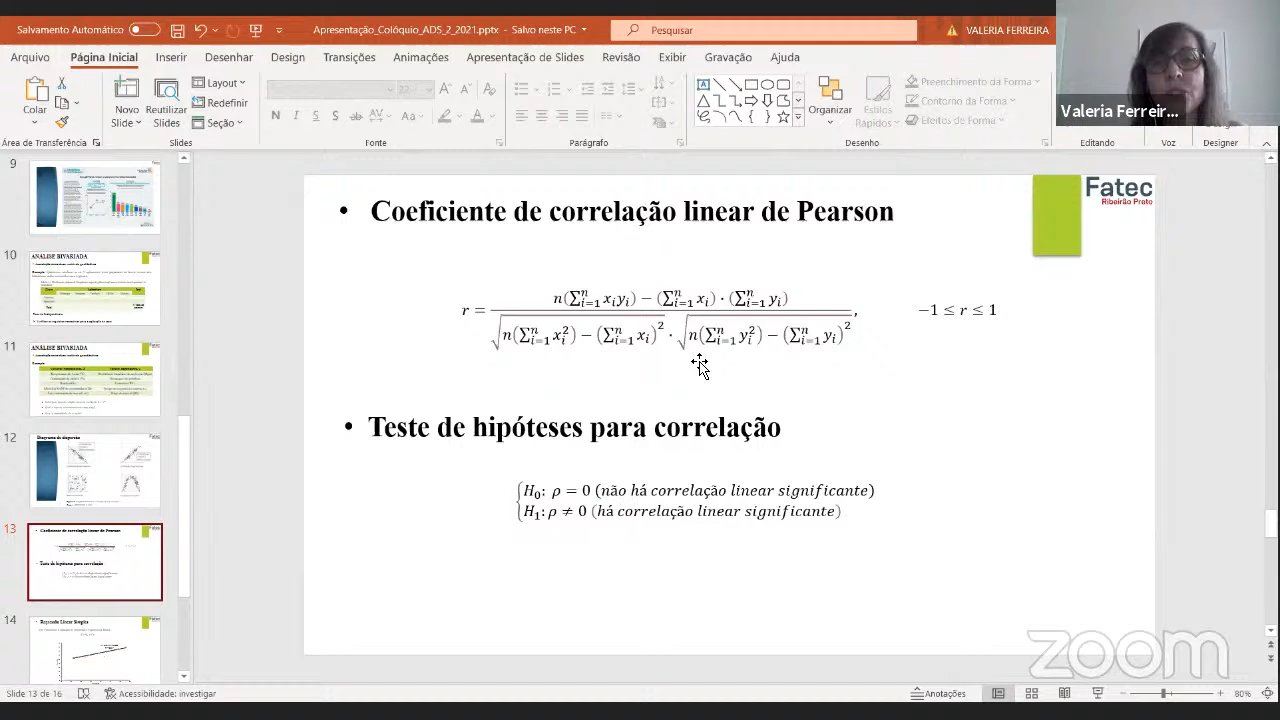 Salvamento Automático
Apresentação_Colóquio_ADS_2_2021.pptx - Salvo neste PC
Pesquisar
VALERIA FERREIRA
Arquivo Página Inicial Inserir Desenhar Design Transições Animações Apresentação de Slides Revisão Exibir Gravação Ajuda
Colar
Novo Slide
Reutilizar Slides
Layout
Redefinir
Seção
Organizar
Estilos Rápidos
Preenchimento da Forma
Contorno da Forma
Efeitos de Forma
Valeria Ferreir...
Área de Transferência Slides Fonte Parágrafo Desenho Editando Voz Designer
9
10
ANÁLISE BIVARIADA
11
ANÁLISE BIVARIADA
12
Diagrama de dispersão
13
Coeficiente de correlação linear de Pearson
Teste de hipóteses para correlação
14
Regressão Linear Simples
Fatec
Ribeirão Preto
• Coeficiente de correlação linear de Pearson
r = n(∑ⁿᵢ₌₁ xᵢyᵢ) − (∑ⁿᵢ₌₁ xᵢ) · (∑ⁿᵢ₌₁ yᵢ) / √n(∑ⁿᵢ₌₁ xᵢ²) − (∑ⁿᵢ₌₁ xᵢ)² · √n(∑ⁿᵢ₌₁ yᵢ²) − (∑ⁿᵢ₌₁ yᵢ)² , −1 ≤ r ≤ 1
• Teste de hipóteses para correlação
H₀: ρ = 0 (não há correlação linear significante)
H₁: ρ ≠ 0 (há correlação linear significante)
zoom
Slide 13 de 16 Acessibilidade: investigar Anotações 80%